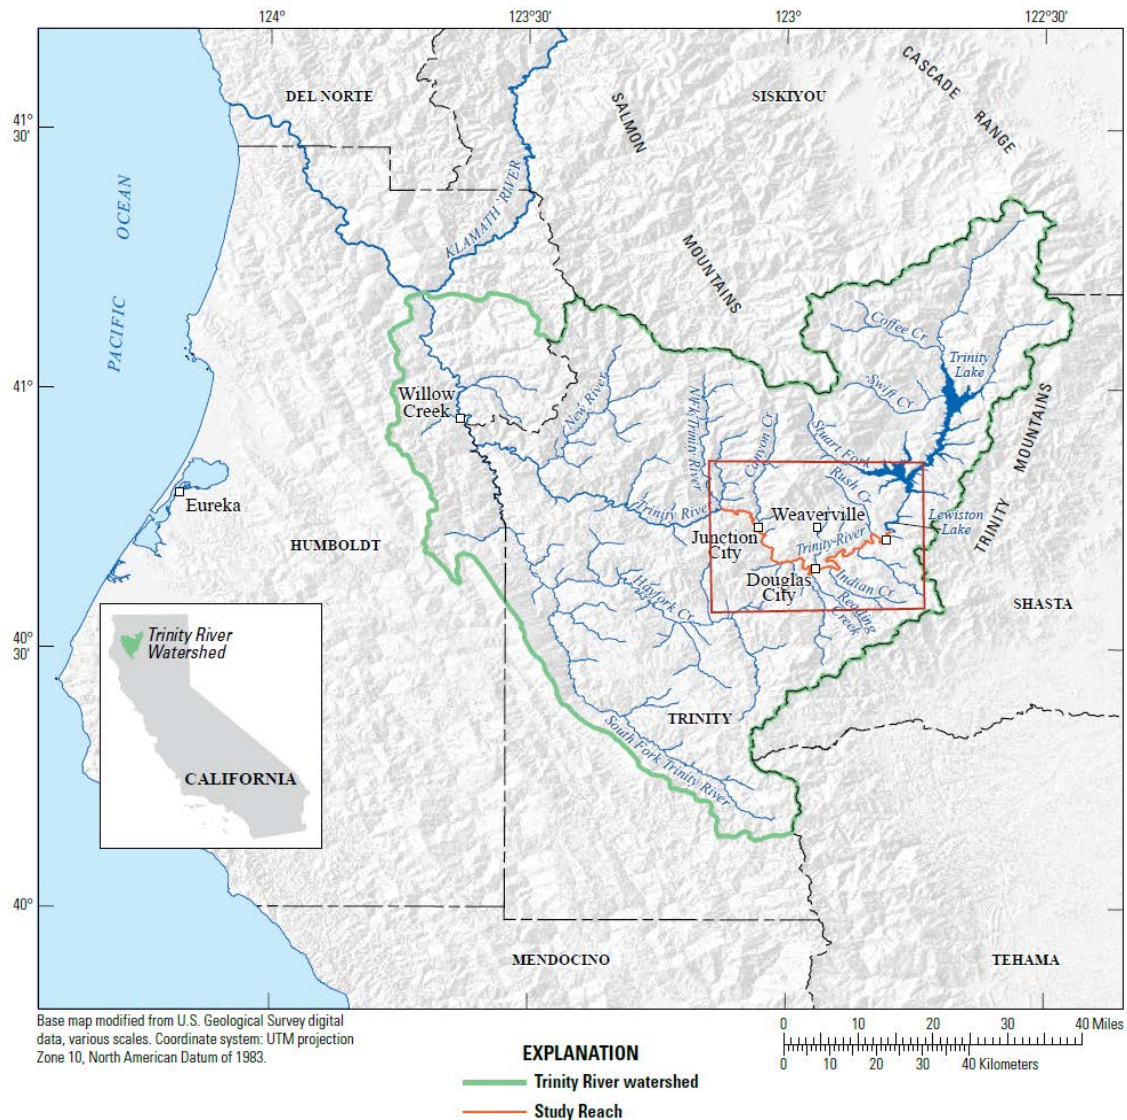 124°
123°30'
123°
122°30'
41°
30'
41°
40°
30'
40°
DEL NORTE
SISKIYOU
CASCADE
RANGE
SALMON
MOUNTAINS
PACIFIC OCEAN
KLAMATH RIVER
Coffee Cr
Trinity
Lake
Swift Cr
Willow
Creek
New River
NFk Trinity River
Canyon Cr
Stuart Fork
Rush Cr
TRINITY MOUNTAINS
Eureka
Trinity River
Weaverville
Lewiston
Lake
Junction
City
Trinity River
HUMBOLDT
Douglas
City
Indian Cr
Reading
Creek
Hayfork Cr
SHASTA
Trinity River
Watershed
CALIFORNIA
TRINITY
South Fork Trinity River
MENDOCINO
TEHAMA
Base map modified from U.S. Geological Survey digital
data, various scales. Coordinate system: UTM projection
Zone 10, North American Datum of 1983.
0 10 20 30 40 Miles
0 10 20 30 40 Kilometers
EXPLANATION
Trinity River watershed
Study Reach